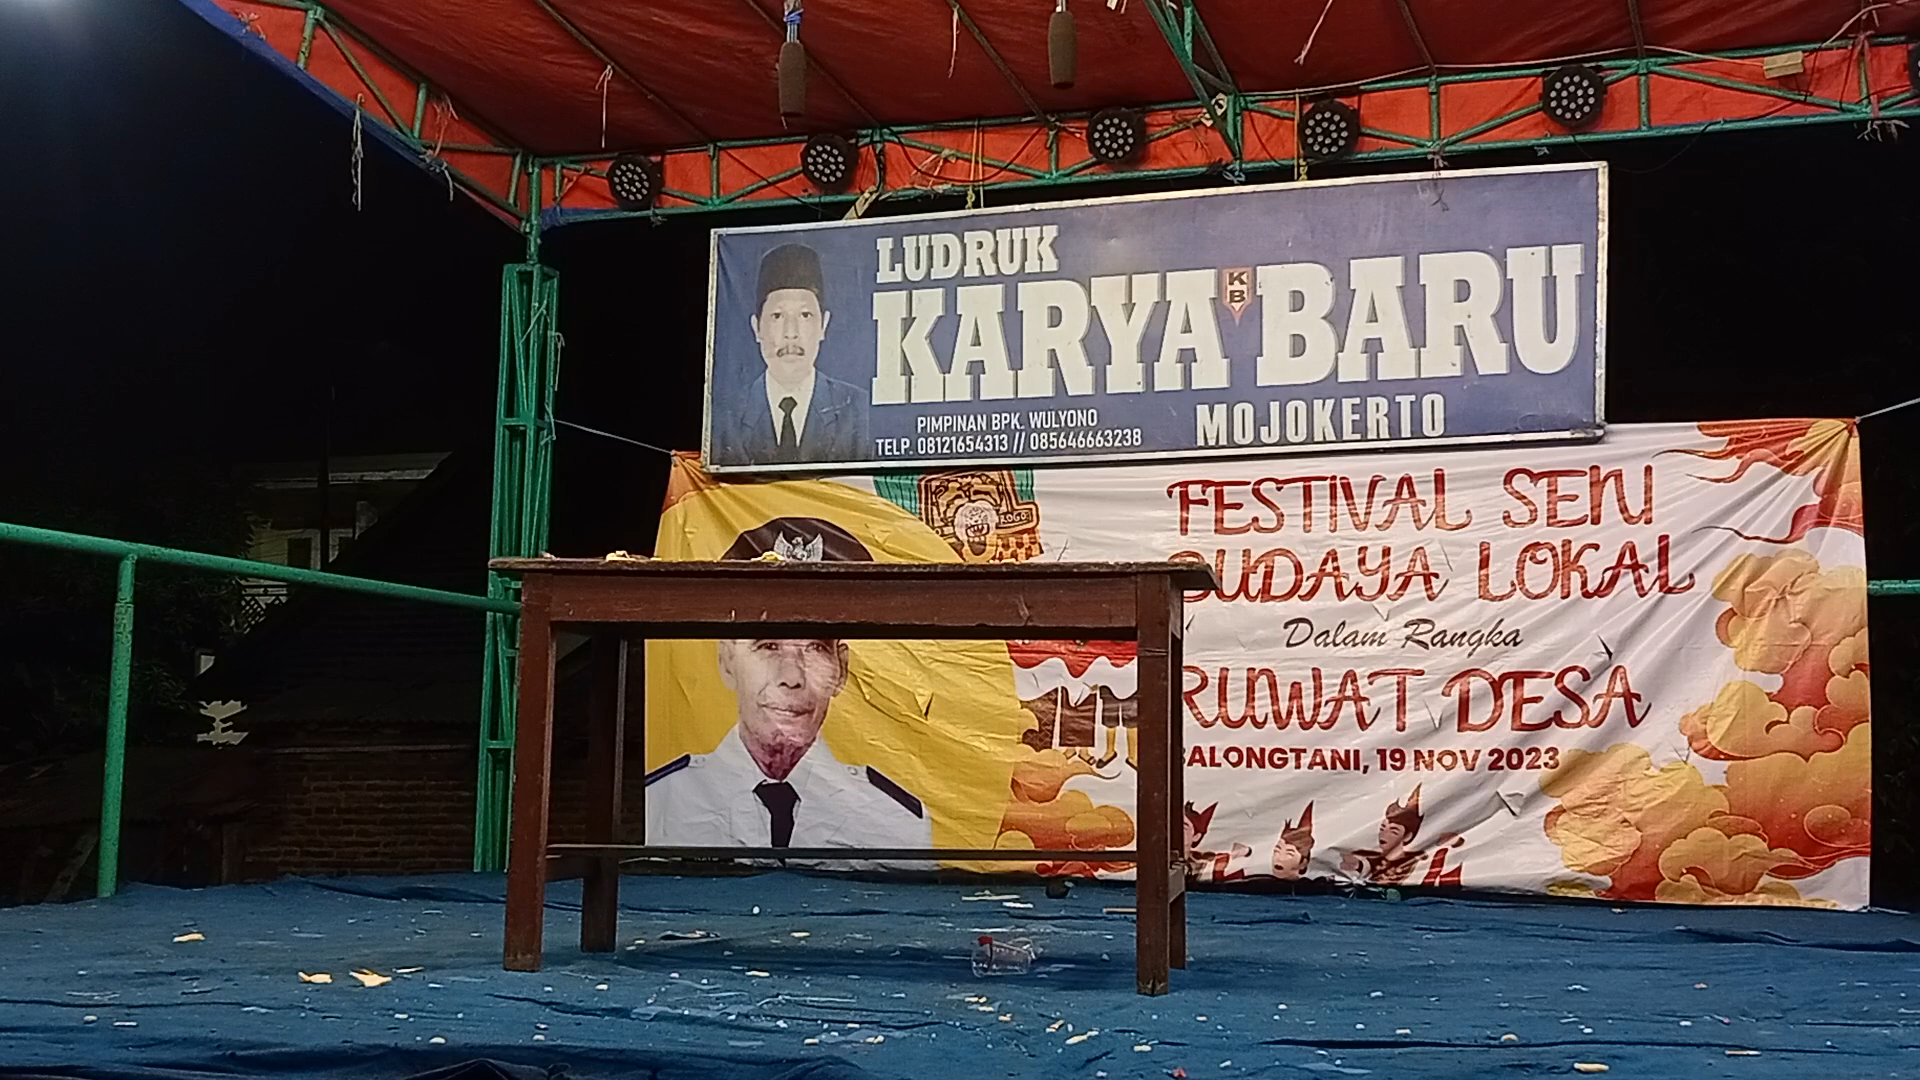 LUDRUK
KARYA BARU
KB
PIMPINAN BPK. WULYONO
TELP. 08121654313 // 085646663238
MOJOKERTO
FESTIVAL SENI
BUDAYA LOKAL
Dalam Rangka
RUWAT DESA
BALONGTANI, 19 NOV 2023